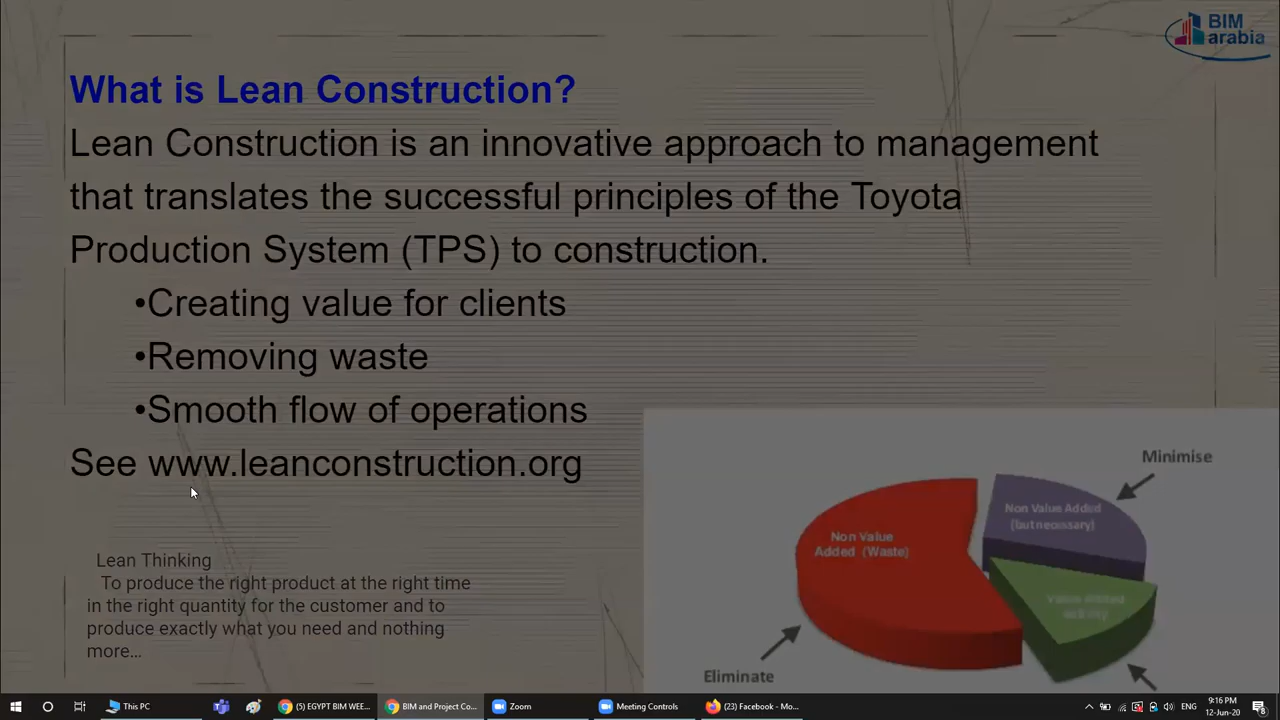 BIM
arabia
What is Lean Construction?
Lean Construction is an innovative approach to management
that translates the successful principles of the Toyota
Production System (TPS) to construction.
•Creating value for clients
•Removing waste
•Smooth flow of operations
See www.leanconstruction.org
Lean Thinking
To produce the right product at the right time
in the right quantity for the customer and to
produce exactly what you need and nothing
more...
Minimise
Non Value Added
(but necessary)
Non Value
Added (Waste)
Value Added
activity
Eliminate
This PC
(5) EGYPT BIM WEE...
BIM and Project Co...
Zoom
Meeting Controls
(23) Facebook - Mo...
ENG
9:16 PM
12-Jun-20